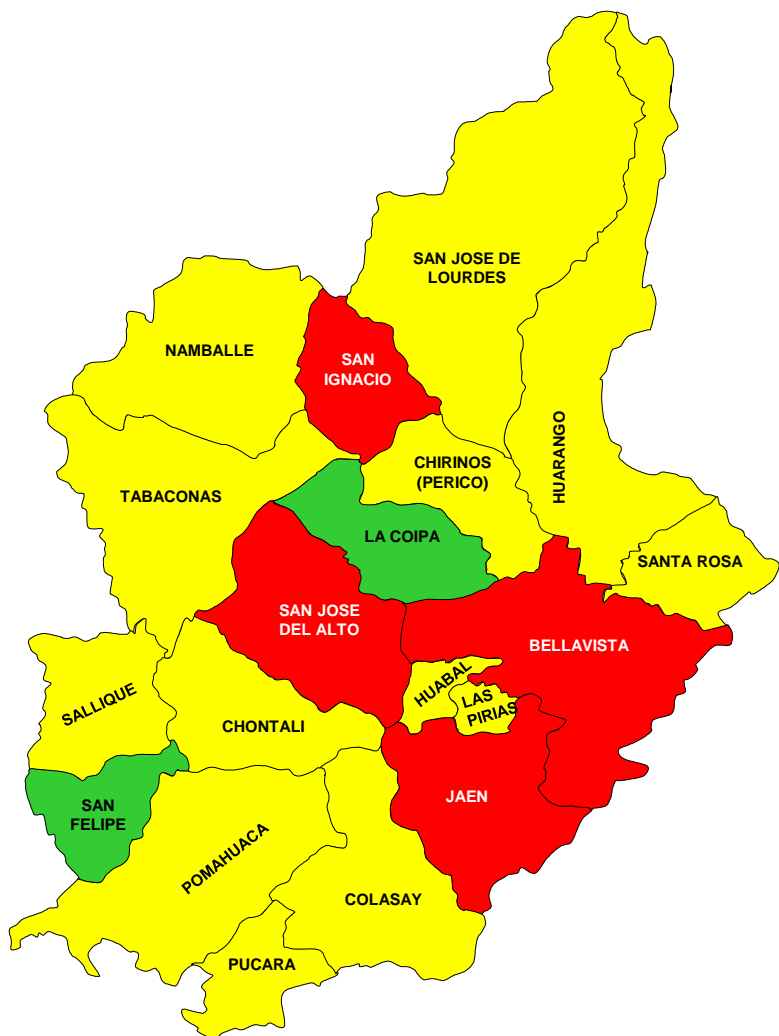 SAN JOSE DE
LOURDES
NAMBALLE
SAN
IGNACIO
HUARANGO
CHIRINOS
(PERICO)
TABACONAS
LA COIPA
SANTA ROSA
SAN JOSE
DEL ALTO
BELLAVISTA
HUABAL
LAS
PIRIAS
SALLIQUE
CHONTALI
JAEN
SAN
FELIPE
POMAHUACA
COLASAY
PUCARA